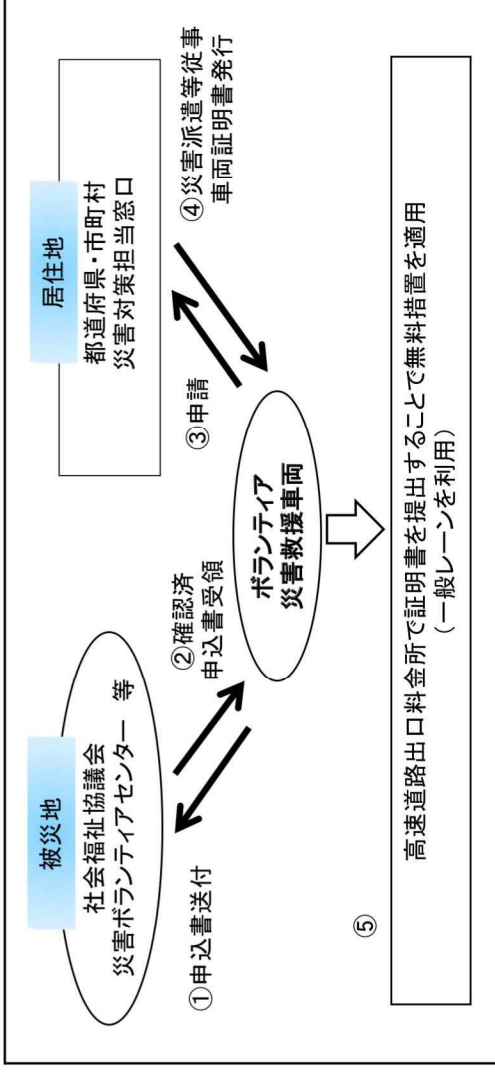 被災地
社会福祉協議会
災害ボランティアセンター 等
居住地
都道府県・市町村
災害対策担当窓口
①申込書送付
②確認済
申込書受領
③申請
④災害派遣等従事
車両証明書発行
ボランティア
災害救援車両
⑤
高速道路出口料金所で証明書を提出することで無料措置を適用
（一般レーンを利用）